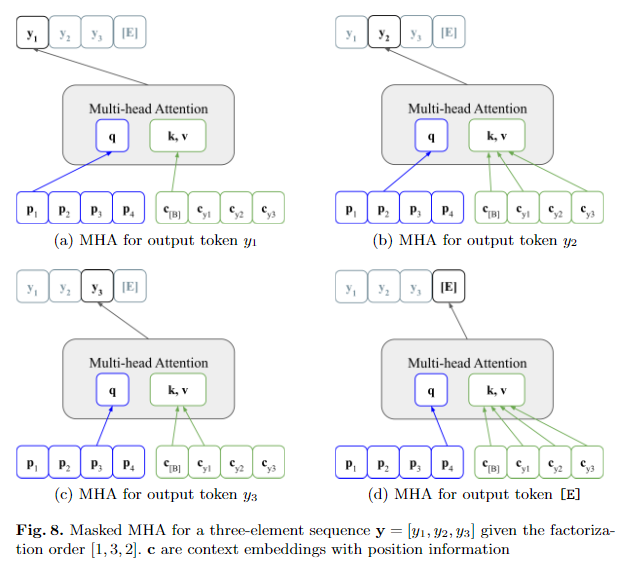 y1 y2 y3 [E] y1 y2 y3 [E]
Multi-head Attention Multi-head Attention
q k, v q k, v
p1 p2 p3 p4 c[B] cy1 cy2 cy3 p1 p2 p3 p4 c[B] cy1 cy2 cy3
(a) MHA for output token y1 (b) MHA for output token y2
y1 y2 y3 [E] y1 y2 y3 [E]
Multi-head Attention Multi-head Attention
q k, v q k, v
p1 p2 p3 p4 c[B] cy1 cy2 cy3 p1 p2 p3 p4 c[B] cy1 cy2 cy3
(c) MHA for output token y3 (d) MHA for output token [E]
Fig. 8. Masked MHA for a three-element sequence y = [y1, y2, y3] given the factoriza-
tion order [1, 3, 2]. c are context embeddings with position information